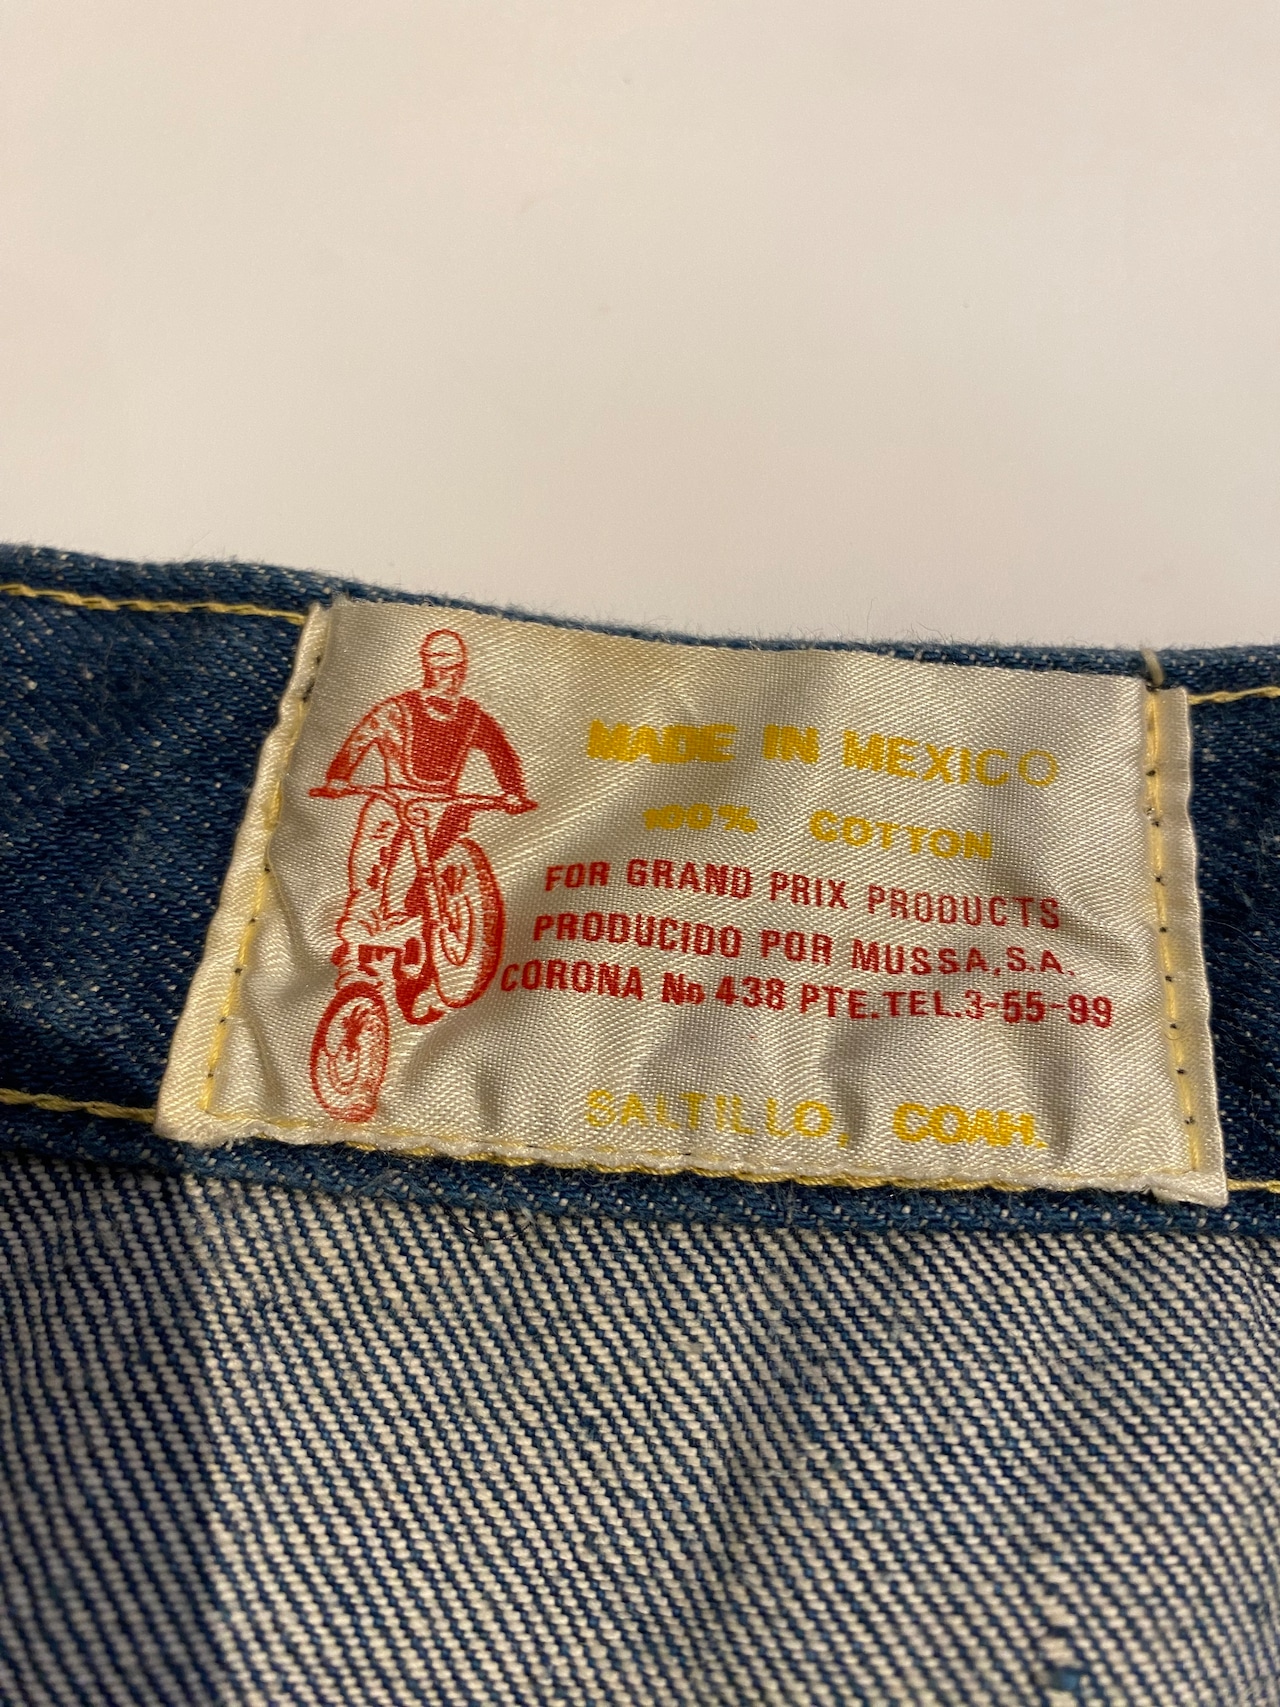 MADE IN MEXICO
100% COTTON
FOR GRAND PRIX PRODUCTS
PRODUCIDO POR MUSSA, S.A.
CORONA No 438 PTE. TEL. 3-55-99
SALTILLO, COAH.